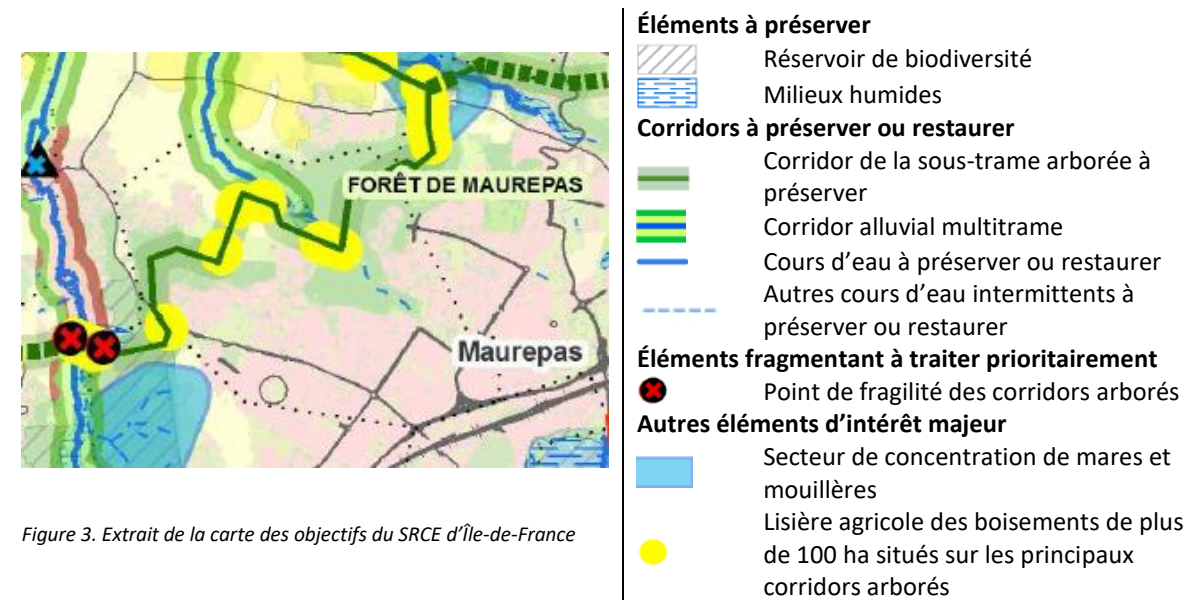 FORÊT DE MAUREPAS
Maurepas
Figure 3. Extrait de la carte des objectifs du SRCE d'Île-de-France
Éléments à préserver
Réservoir de biodiversité
Milieux humides
Corridors à préserver ou restaurer
Corridor de la sous-trame arborée à
préserver
Corridor alluvial multitrame
Cours d'eau à préserver ou restaurer
Autres cours d'eau intermittents à
préserver ou restaurer
Éléments fragmentant à traiter prioritairement
Point de fragilité des corridors arborés
Autres éléments d'intérêt majeur
Secteur de concentration de mares et
mouillères
Lisière agricole des boisements de plus
de 100 ha situés sur les principaux
corridors arborés